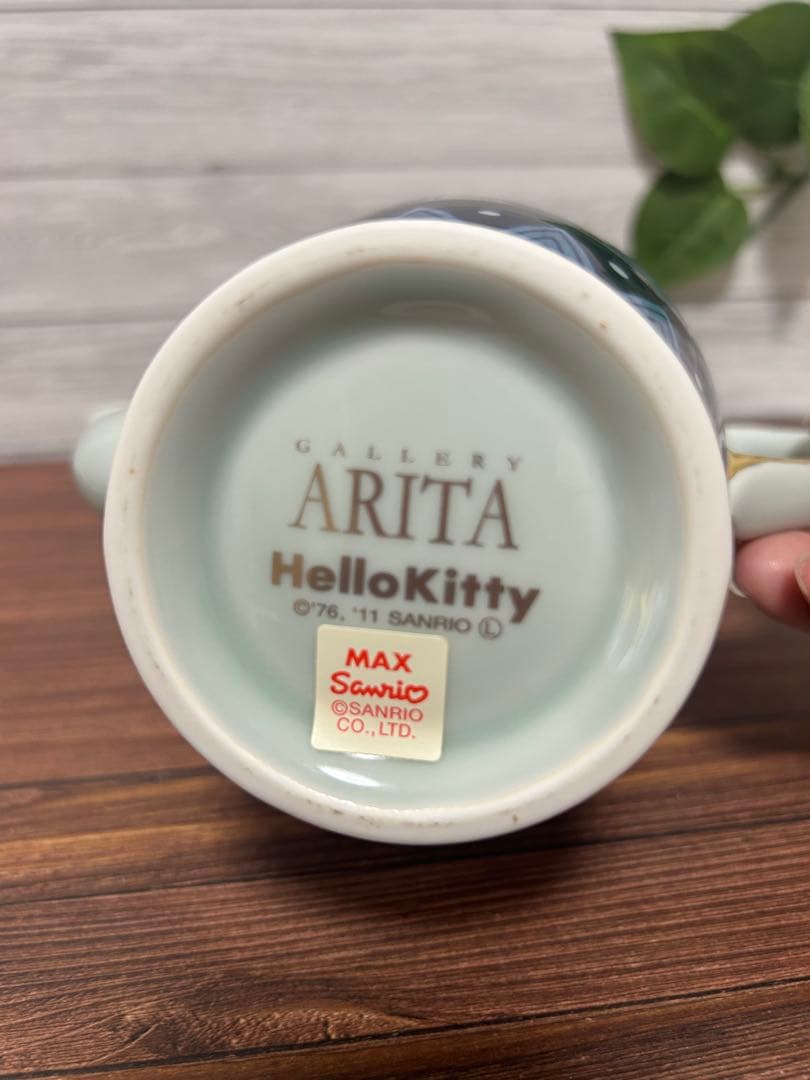 GALLERY
ARITA
HelloKitty
©'76, '11 SANRIO Ⓛ
MAX
Sanrio
©SANRIO
CO., LTD.